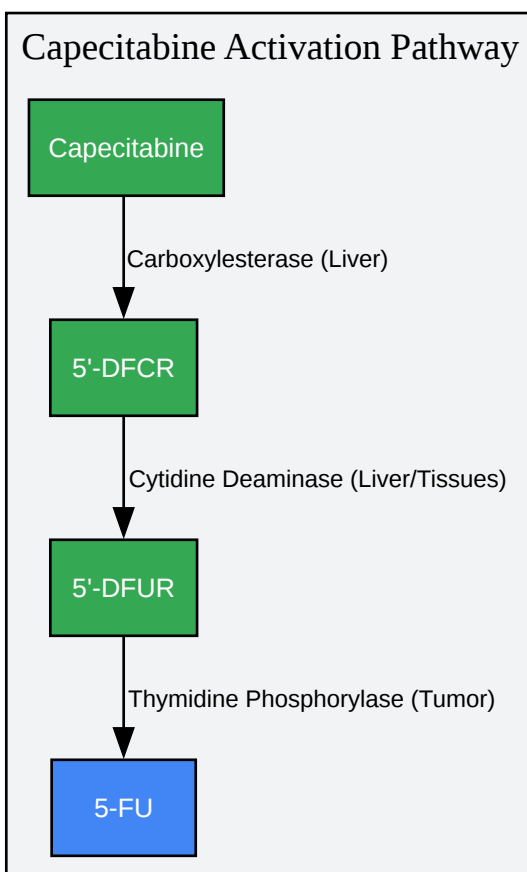 Capecitabine Activation Pathway
Capecitabine
Carboxylesterase (Liver)
5'-DFCR
Cytidine Deaminase (Liver/Tissues)
5'-DFUR
Thymidine Phosphorylase (Tumor)
5-FU